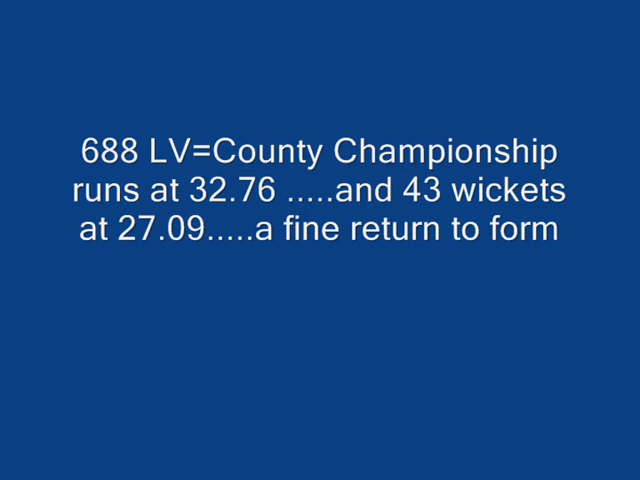 688 LV=County Championship
runs at 32.76 .....and 43 wickets
at 27.09.....a fine return to form